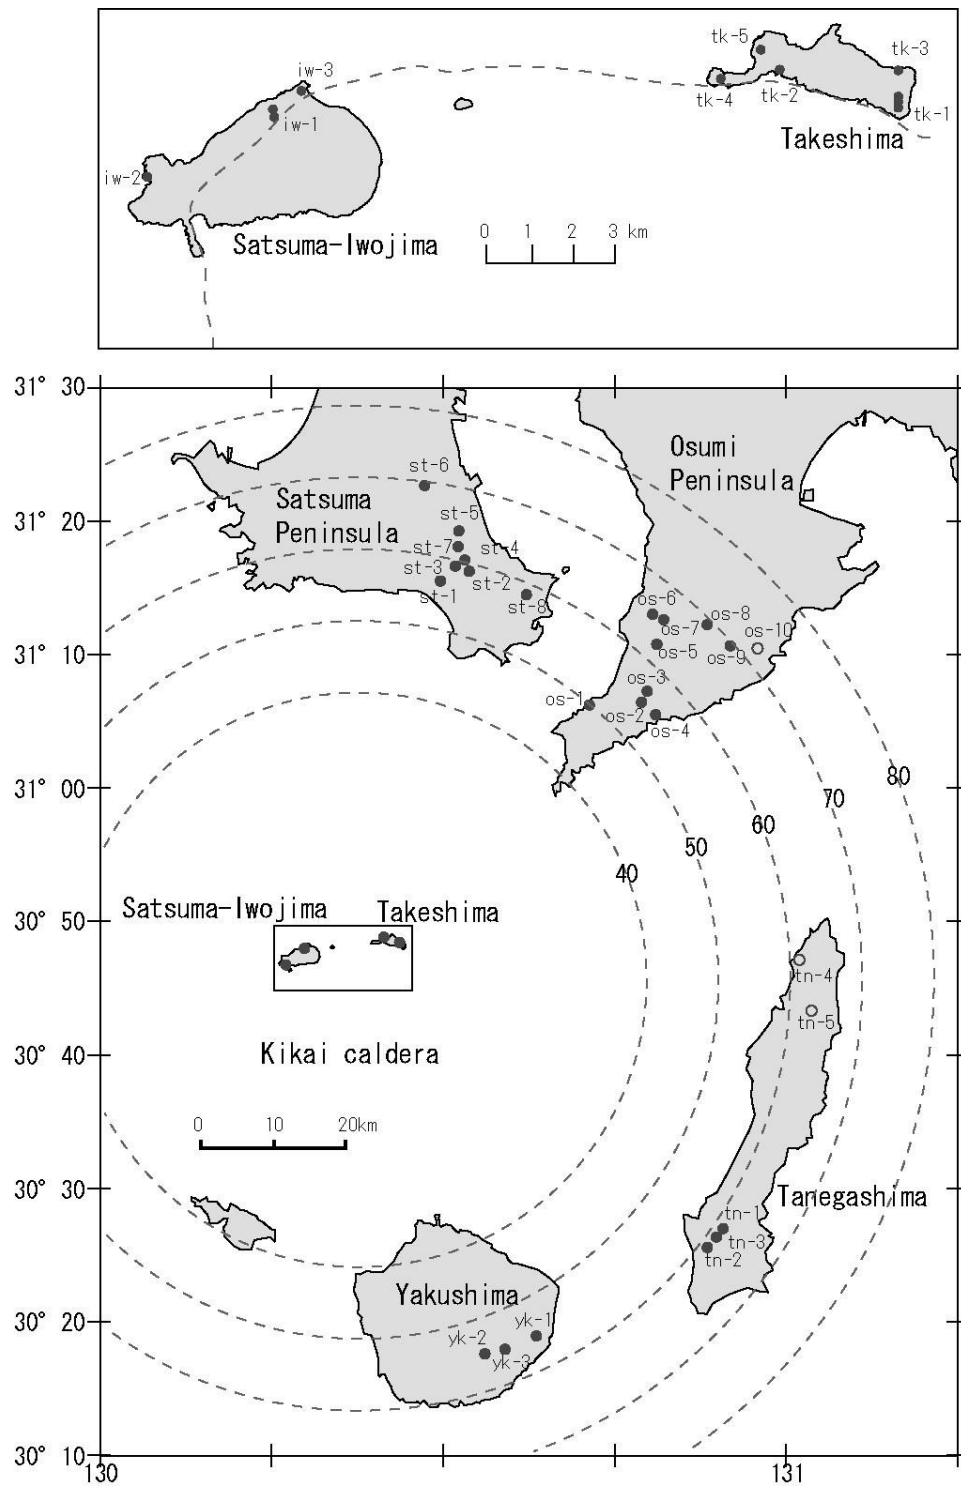 tk-5
iw-3
tk-3
tk-4
tk-2
tk-1
iw-1
Takeshima
iw-2
Satsuma-Iwojima
0 1 2 3 km
31° 30
Osumi
Peninsula
st-6
Satsuma
Peninsula
st-5
31° 20
st-7
st-4
st-3
st-2
st-1
st-8
os-6
os-8
os-7
os-10
os-5
os-9
31° 10
os-3
os-1
os-2
os-4
31° 00
80
70
60
50
40
Satsuma-Iwojima
Takeshima
30° 50
tn-4
tn-5
Kikai caldera
30° 40
0 10 20km
30° 30
Tanegashima
tn-1
tn-3
tn-2
Yakushima
30° 20
yk-1
yk-2
yk-3
30° 10
130
131